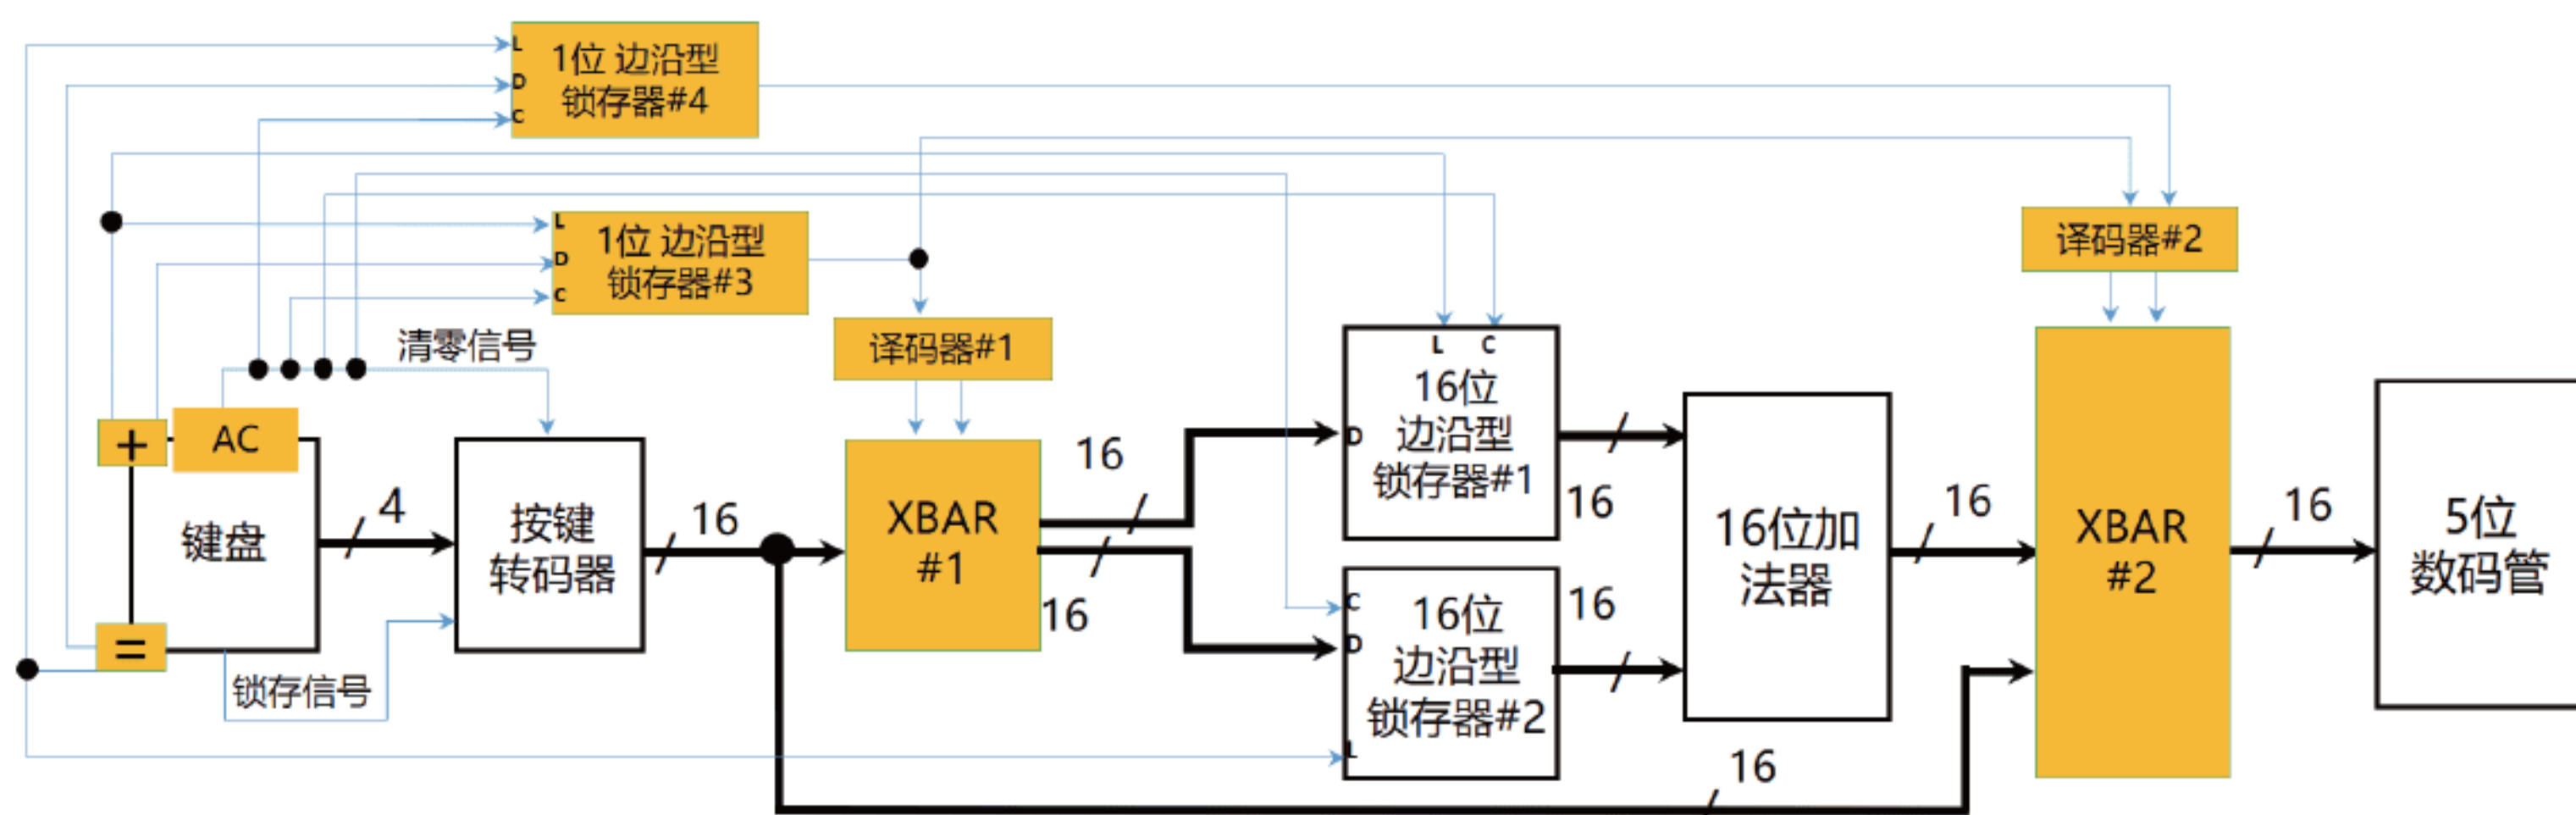 L
1位 边沿型
D
锁存器#4
C
L
1位 边沿型
D
锁存器#3
C
译码器#2
清零信号
译码器#1
L C
16位
边沿型
D
锁存器#1
+
AC
键盘
=
4
按键
转码器
16
锁存信号
XBAR
#1
16
16
16
C
16位
D
边沿型
锁存器#2
L
16
16位加
法器
16
16
XBAR
#2
16
5位
数码管